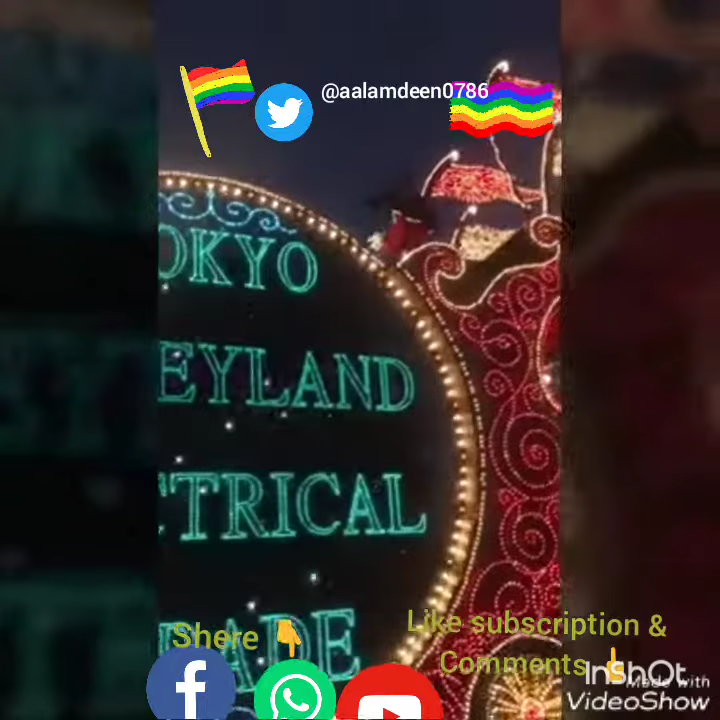 @aalamdeen0786
OKYO
EYLAND
TRICAL
ADE
Shere
Like subscription &
Comments
InShOt
Made with
VideoShow